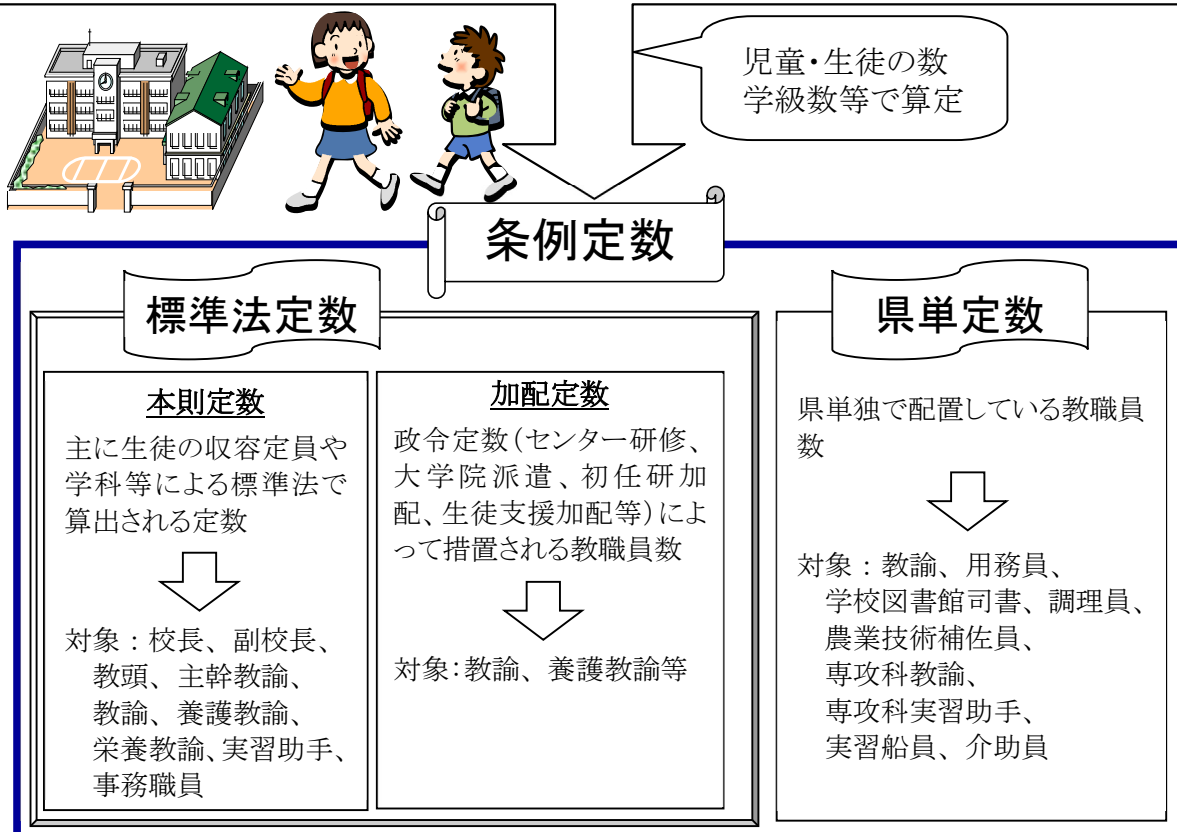 児童・生徒の数
学級数等で算定
条例定数
標準法定数
本則定数
主に生徒の収容定員や
学科等による標準法で
算出される定数
対象：校長、副校長、
教頭、主幹教諭、
教諭、養護教諭、
栄養教諭、実習助手、
事務職員
加配定数
政令定数（センター研修、
大学院派遣、初任研加
配、生徒支援加配等）によ
って措置される教職員数
対象：教諭、養護教諭等
県単定数
県単独で配置している教職員
数
対象：教諭、用務員、
学校図書館司書、調理員、
農業技術補佐員、
専攻科教諭、
専攻科実習助手、
実習船員、介助員